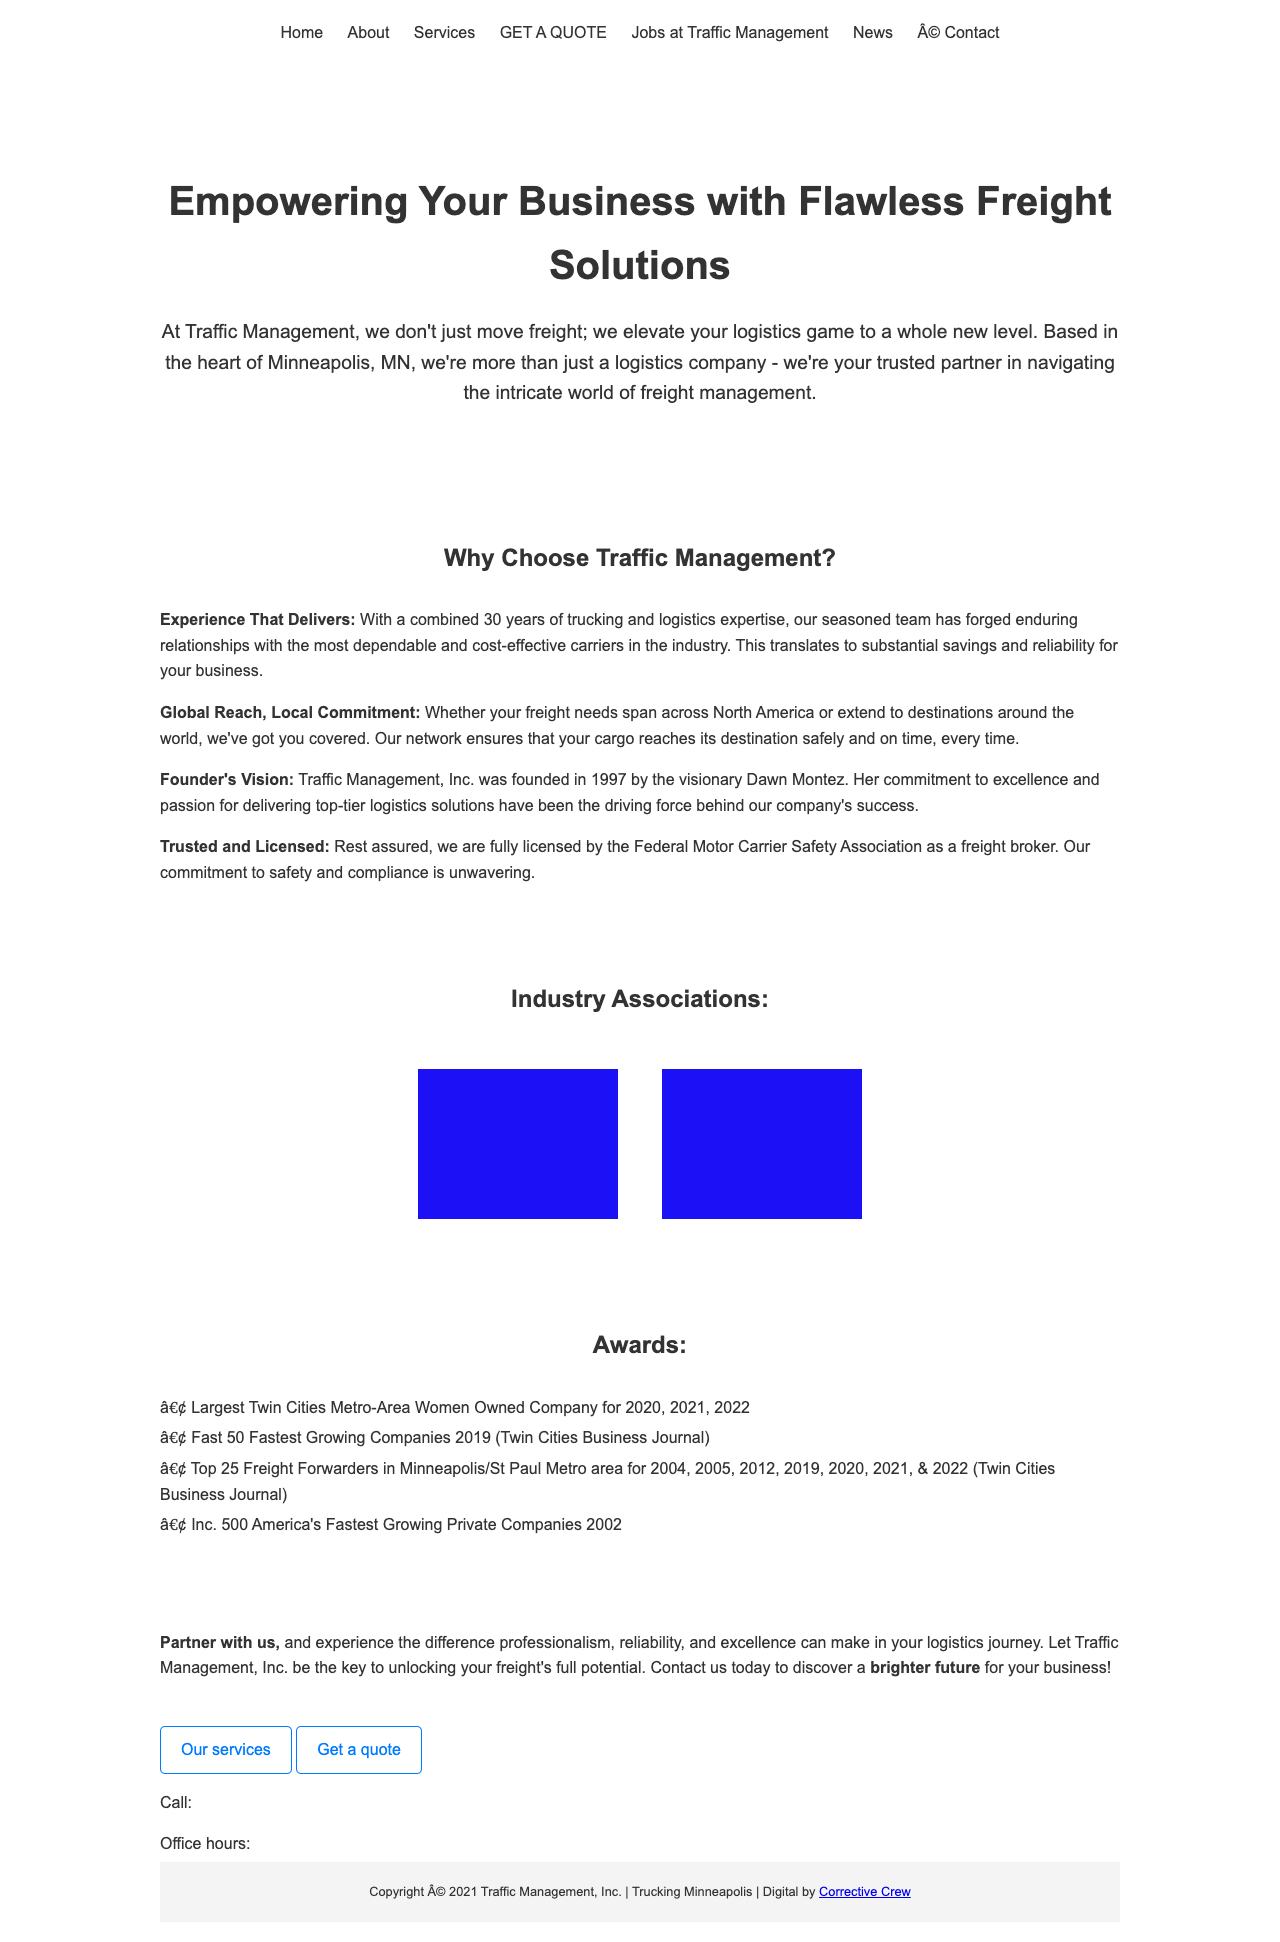 Home About Services GET A QUOTE Jobs at Traffic Management News Â© Contact
Empowering Your Business with Flawless Freight
Solutions
At Traffic Management, we don't just move freight; we elevate your logistics game to a whole new level. Based in
the heart of Minneapolis, MN, we're more than just a logistics company - we're your trusted partner in navigating
the intricate world of freight management.
Why Choose Traffic Management?
Experience That Delivers: With a combined 30 years of trucking and logistics expertise, our seasoned team has forged enduring
relationships with the most dependable and cost-effective carriers in the industry. This translates to substantial savings and reliability for
your business.
Global Reach, Local Commitment: Whether your freight needs span across North America or extend to destinations around the
world, we've got you covered. Our network ensures that your cargo reaches its destination safely and on time, every time.
Founder's Vision: Traffic Management, Inc. was founded in 1997 by the visionary Dawn Montez. Her commitment to excellence and
passion for delivering top-tier logistics solutions have been the driving force behind our company's success.
Trusted and Licensed: Rest assured, we are fully licensed by the Federal Motor Carrier Safety Association as a freight broker. Our
commitment to safety and compliance is unwavering.
Industry Associations:
Awards:
â€¢ Largest Twin Cities Metro-Area Women Owned Company for 2020, 2021, 2022
â€¢ Fast 50 Fastest Growing Companies 2019 (Twin Cities Business Journal)
â€¢ Top 25 Freight Forwarders in Minneapolis/St Paul Metro area for 2004, 2005, 2012, 2019, 2020, 2021, & 2022 (Twin Cities
Business Journal)
â€¢ Inc. 500 America's Fastest Growing Private Companies 2002
Partner with us, and experience the difference professionalism, reliability, and excellence can make in your logistics journey. Let Traffic
Management, Inc. be the key to unlocking your freight's full potential. Contact us today to discover a brighter future for your business!
Our services Get a quote
Call:
Office hours:
Copyright Â© 2021 Traffic Management, Inc. | Trucking Minneapolis | Digital by Corrective Crew